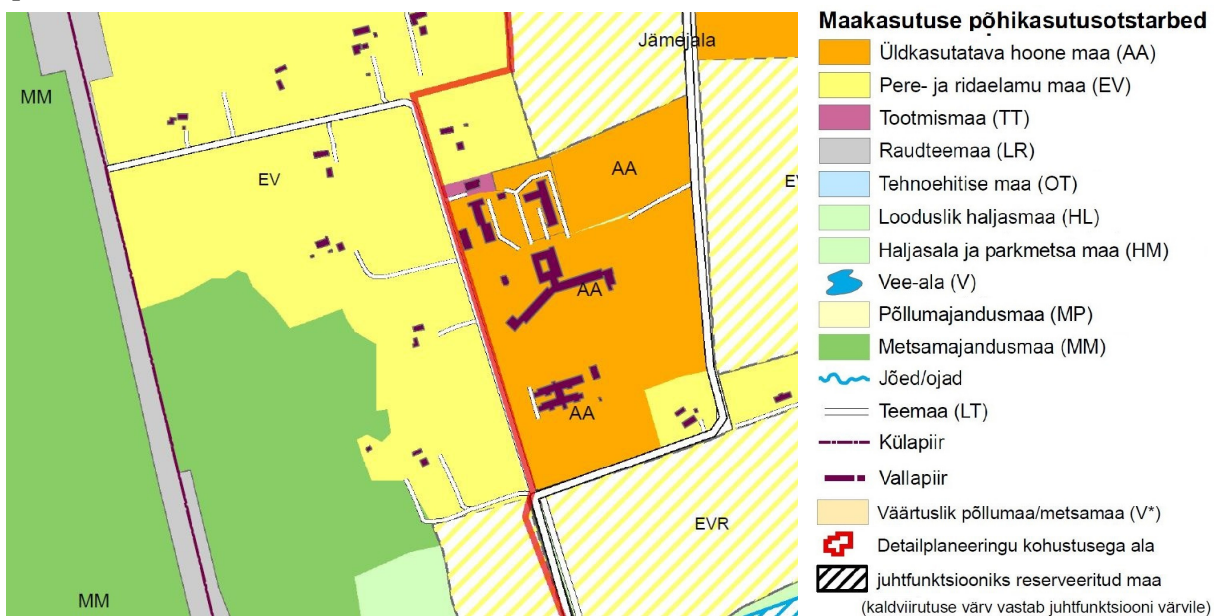 Jämejala
MM
AA
EV
AA
AA
EVR
MM
Maakasutuse põhikasutusotstarbed
Üldkasutatava hoone maa (AA)
Pere- ja ridaelamu maa (EV)
Tootmismaa (TT)
Raudteemaa (LR)
Tehnoehitise maa (OT)
Looduslik haljasmaa (HL)
Haljasala ja parkmetsa maa (HM)
Vee-ala (V)
Põllumajandusmaa (MP)
Metsamajandusmaa (MM)
Jõed/ojad
Teemaa (LT)
Külapiir
Vallapiir
Väärtuslik põllumaa/metsamaa (V*)
Detailplaneeringu kohustusega ala
juhtfunktsiooniks reserveeritud maa
(kaldviirutuse värv vastab juhtfunktsiooni värvile)